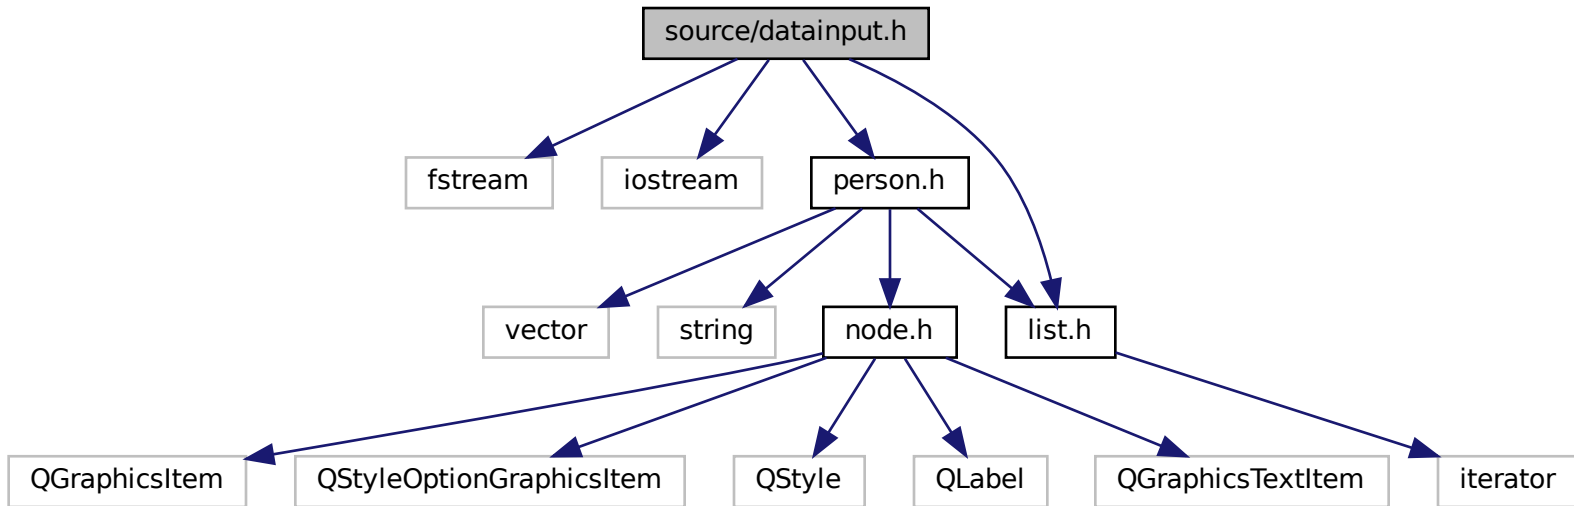 source/datainput.h
fstream
iostream
person.h
vector
string
node.h
list.h
QGraphicsItem
QStyleOptionGraphicsItem
QStyle
QLabel
QGraphicsTextItem
iterator